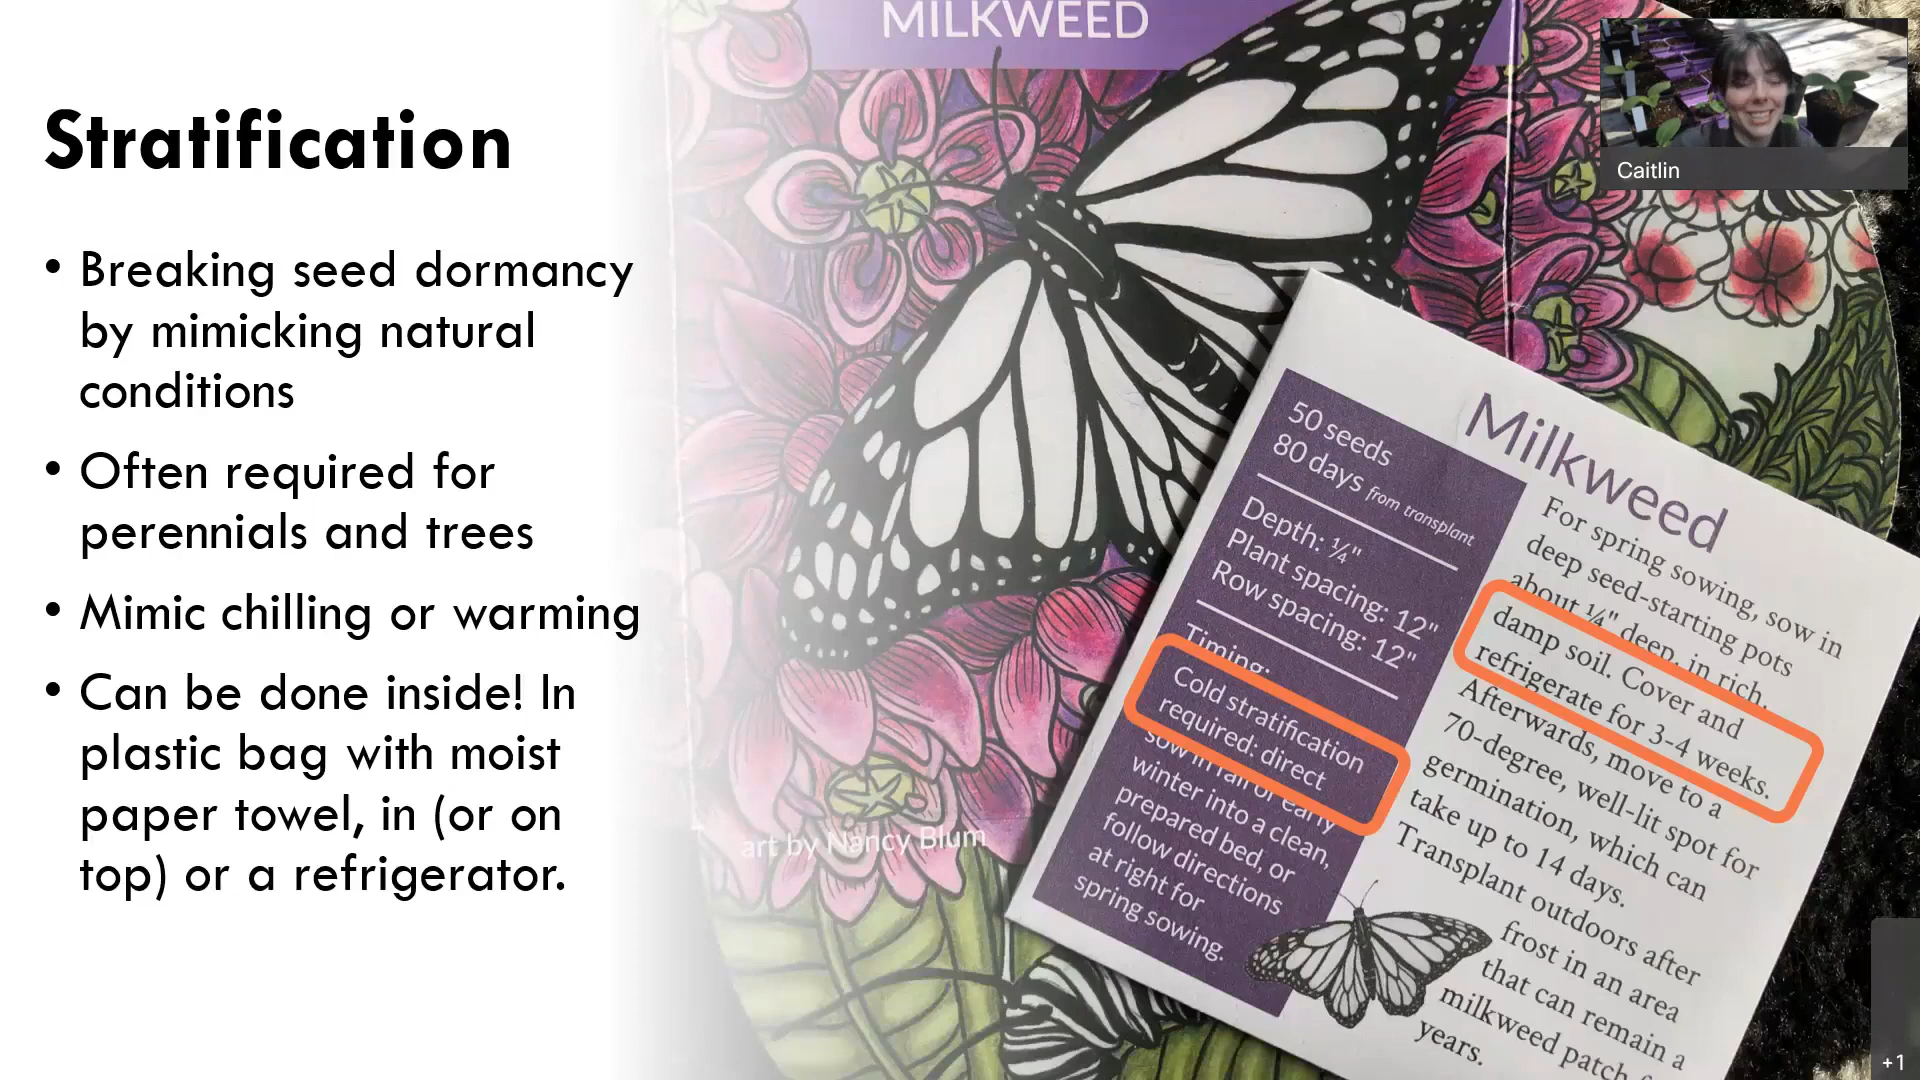 Stratification
• Breaking seed dormancy
by mimicking natural
conditions
• Often required for
perennials and trees
• Mimic chilling or warming
• Can be done inside! In
plastic bag with moist
paper towel, in (or on
top) or a refrigerator.
MILKWEED
art by Nancy Blum
50 seeds
80 days from transplant
Depth: ¼"
Plant spacing: 12"
Row spacing: 12"
Timing:
Cold stratification
required: direct
sow in fall or early
winter into a clean,
prepared bed, or
follow directions
at right for
spring sowing.
Milkweed
For spring sowing, sow in
deep seed-starting pots
about ¼" deep, in rich,
damp soil. Cover and
refrigerate for 3-4 weeks.
Afterwards, move to a
70-degree, well-lit spot for
germination, which can
take up to 14 days.
Transplant outdoors after
frost in an area
that can remain a
milkweed patch
years.
Caitlin
+1